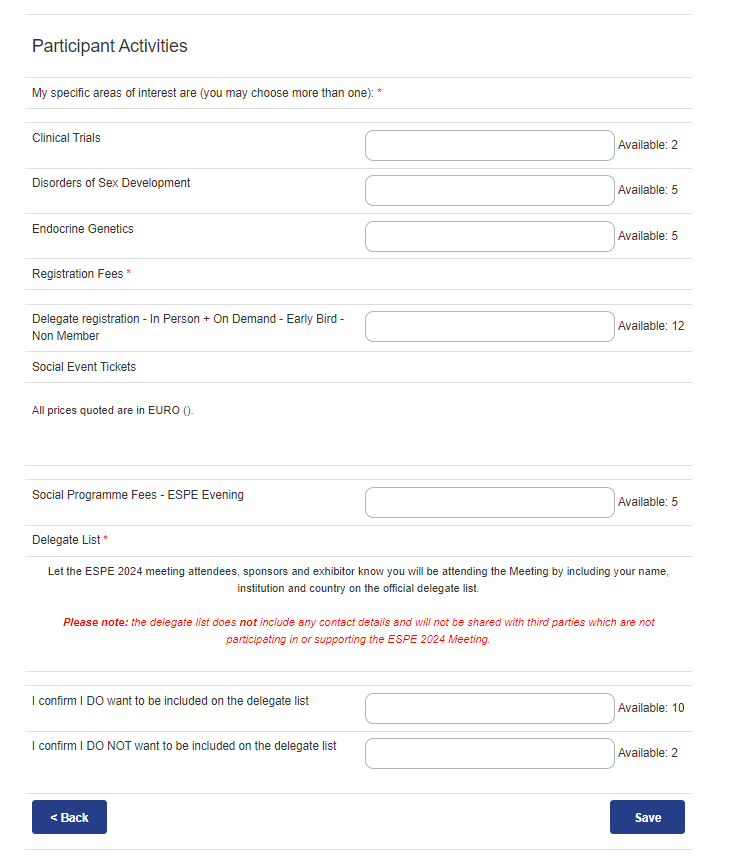 Participant Activities
My specific areas of interest are (you may choose more than one): *
Clinical Trials
Available: 2
Disorders of Sex Development
Available: 5
Endocrine Genetics
Available: 5
Registration Fees *
Delegate registration - In Person + On Demand - Early Bird -
Non Member
Available: 12
Social Event Tickets
All prices quoted are in EURO ().
Social Programme Fees - ESPE Evening
Available: 5
Delegate List *
Let the ESPE 2024 meeting attendees, sponsors and exhibitor know you will be attending the Meeting by including your name,
institution and country on the official delegate list.
Please note: the delegate list does not include any contact details and will not be shared with third parties which are not
participating in or supporting the ESPE 2024 Meeting.
I confirm I DO want to be included on the delegate list
Available: 10
I confirm I DO NOT want to be included on the delegate list
Available: 2
< Back
Save